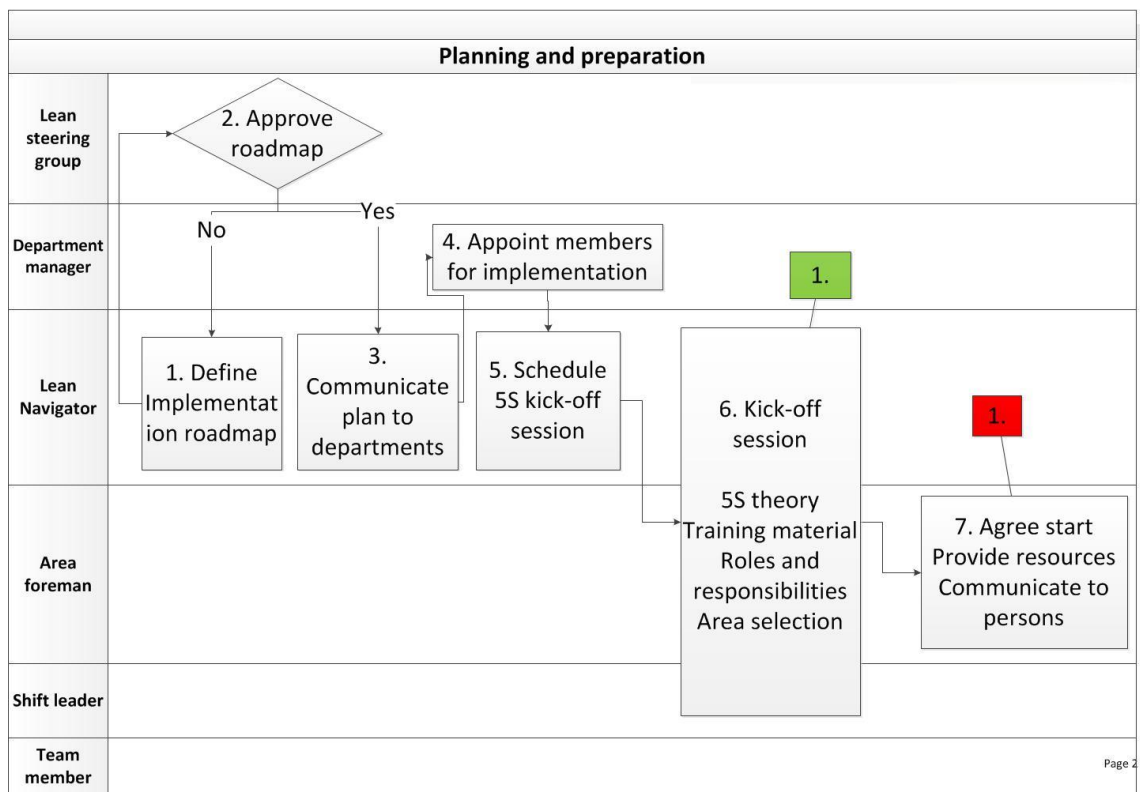 Planning and preparation
Lean
steering
group
2. Approve
roadmap
No
Yes
Department
manager
4. Appoint members
for implementation
1.
Lean
Navigator
1. Define
Implementat
ion roadmap
3.
Communicate
plan to
departments
5. Schedule
5S kick-off
session
6. Kick-off
session
5S theory
Training material
Roles and
responsibilities
Area selection
1.
Area
foreman
7. Agree start
Provide resources
Communicate to
persons
Shift leader
Team
member
Page 2